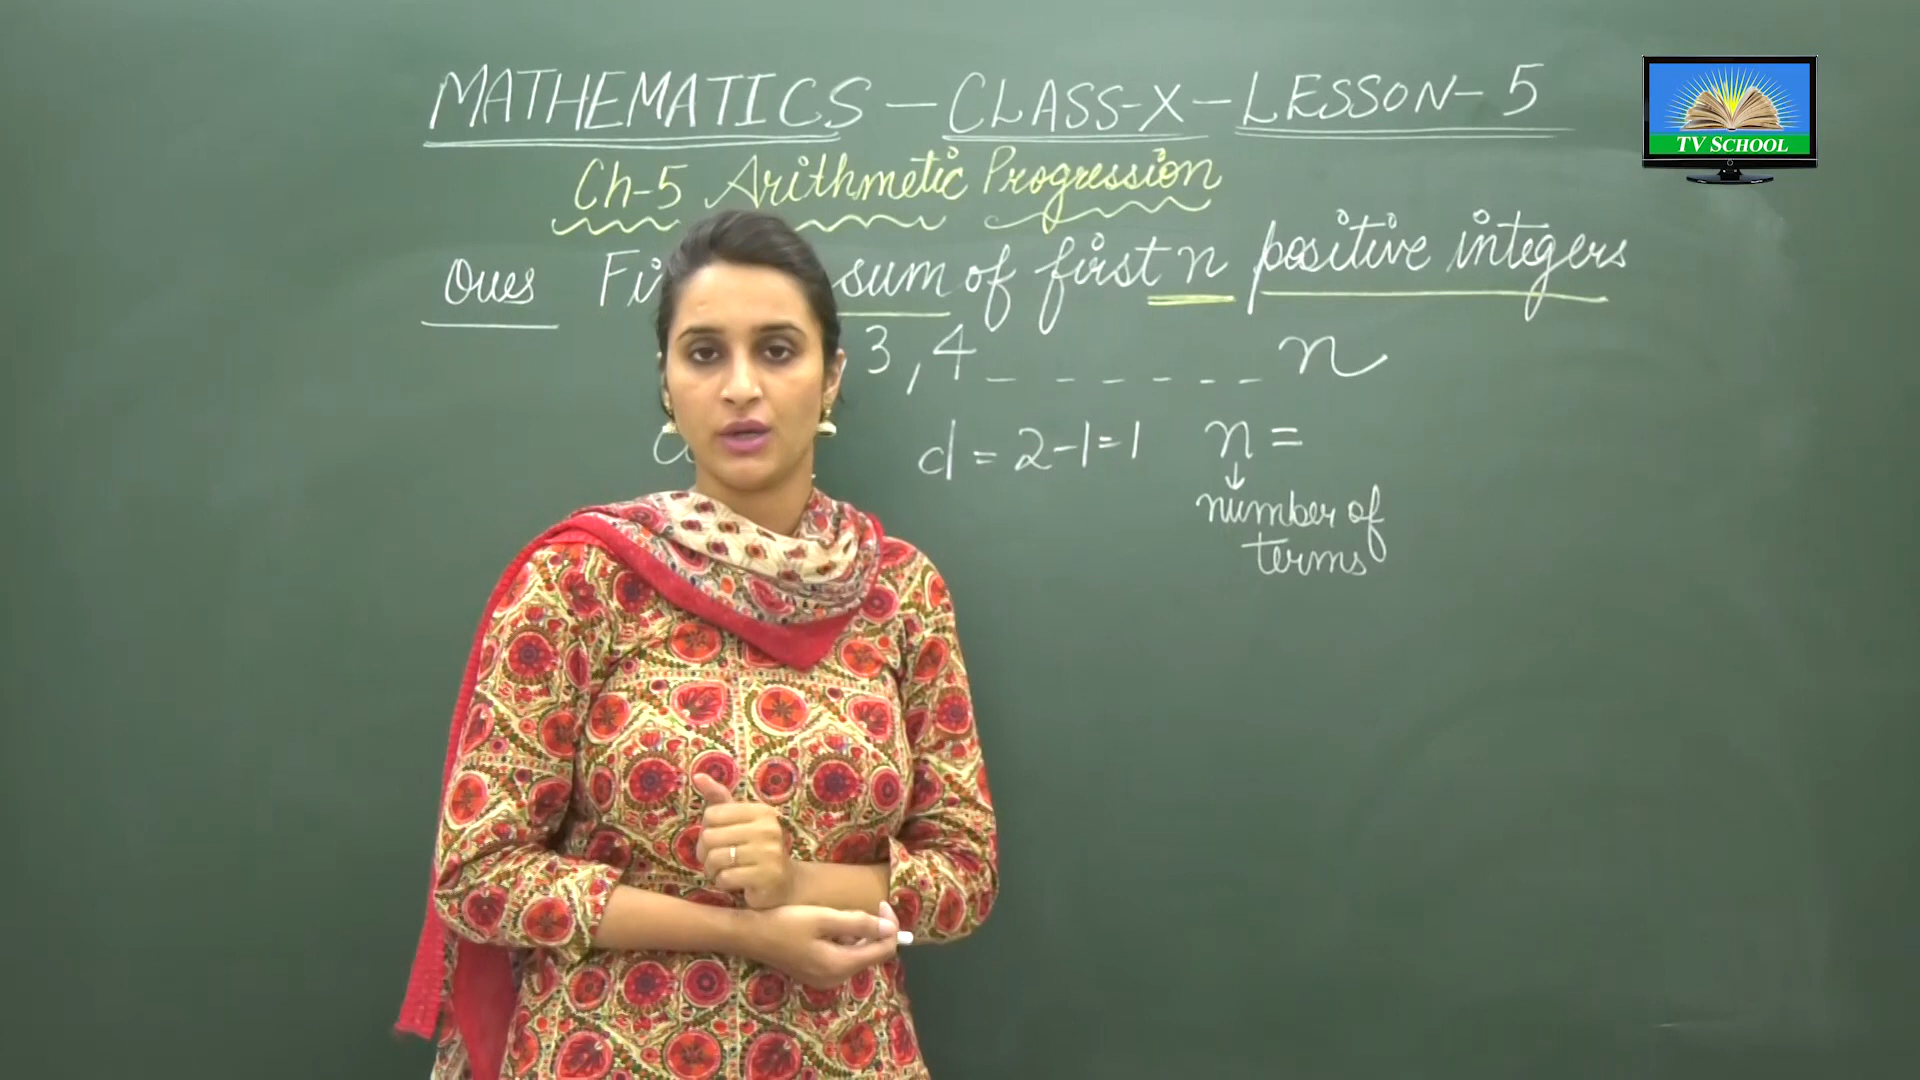 MATHEMATICS - CLASS-X - LESSON-5
TV SCHOOL
Ch-5 Arithmetic Progression
Ques sum of first n positive integers
3, 4 _ _ _ _ _ _ n
d = 2-1=1 n =
↓
number of
terms